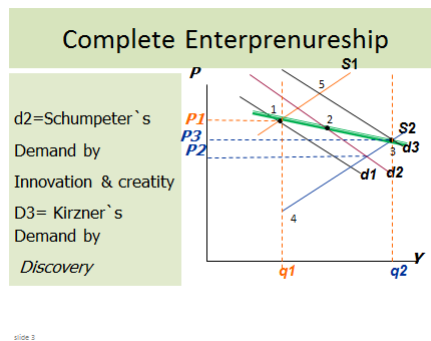 Complete Enterprenureship
d2=Schumpeter`s
Demand by
Innovation & creatity
D3= Kirzner`s
Demand by
Discovery
P
S1
5
1
P1
2
P3
S2
3
d3
P2
d1
d2
4
Y
q1
q2
slide 3